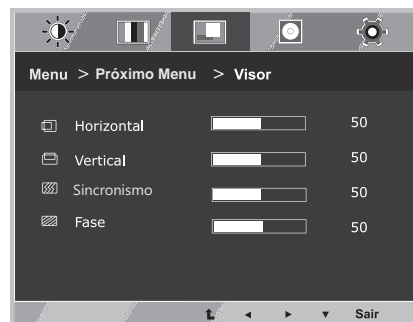 Menu > Próximo Menu > Visor
Horizontal 50
Vertical 50
Sincronismo 50
Fase 50
Sair